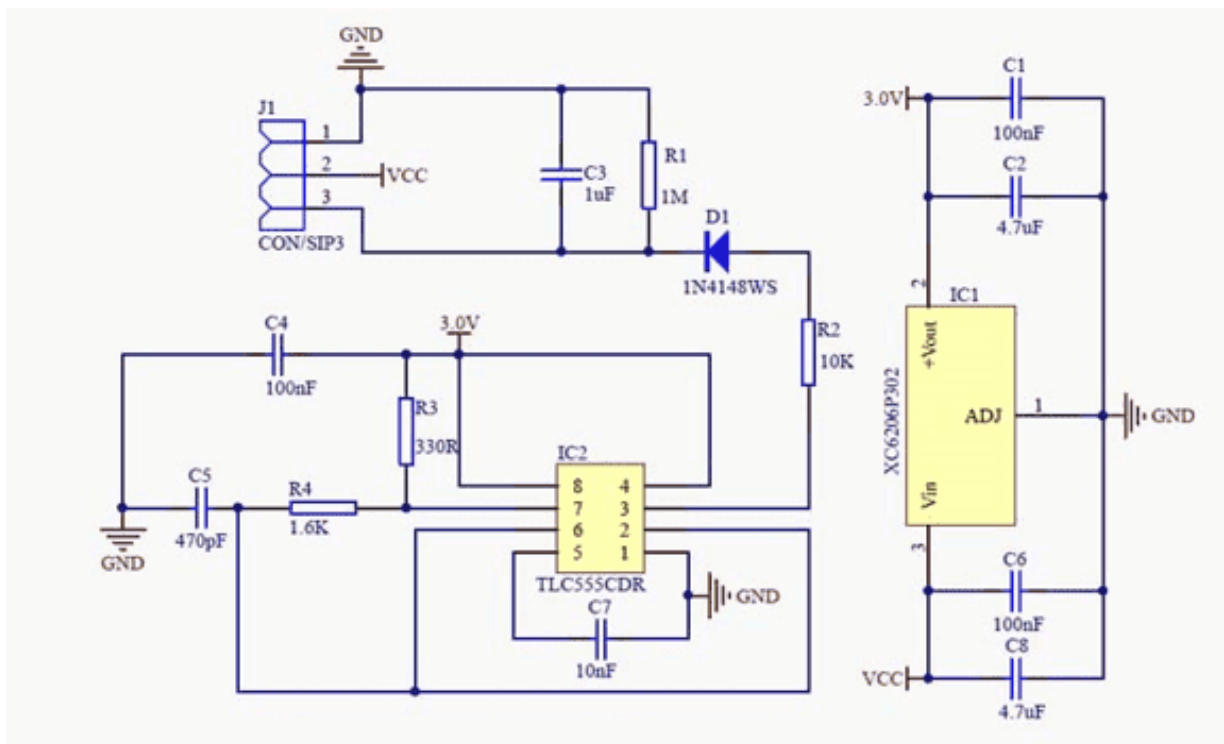 GND
J1
1
2
VCC
3
CON/SIP3
C3
1uF
R1
1M
D1
1N4148WS
R2
10K
C4
100nF
3.0V
R3
330R
C5
470pF
GND
R4
1.6K
IC2
8 4
7 3
6 2
5 1
TLC555CDR
C7
10nF
GND
C1
3.0V
100nF
C2
4.7uF
2
IC1
+Vout
XC6206P302
ADJ
1
GND
Vin
3
C6
100nF
C8
VCC
4.7uF